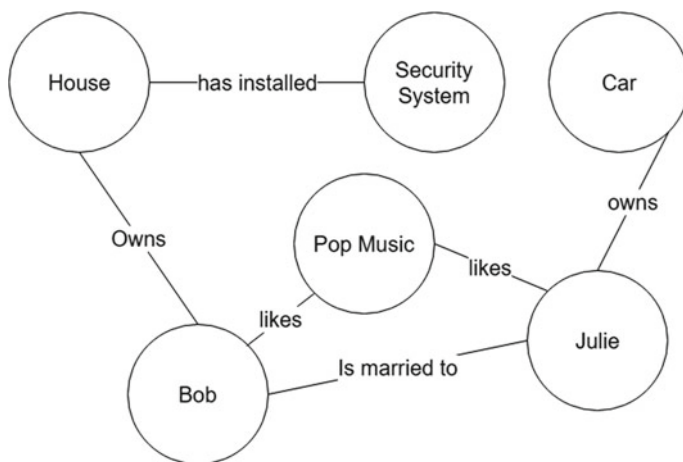 House
has installed
Security
System
Car
Owns
Pop Music
owns
likes
likes
Is married to
Julie
Bob